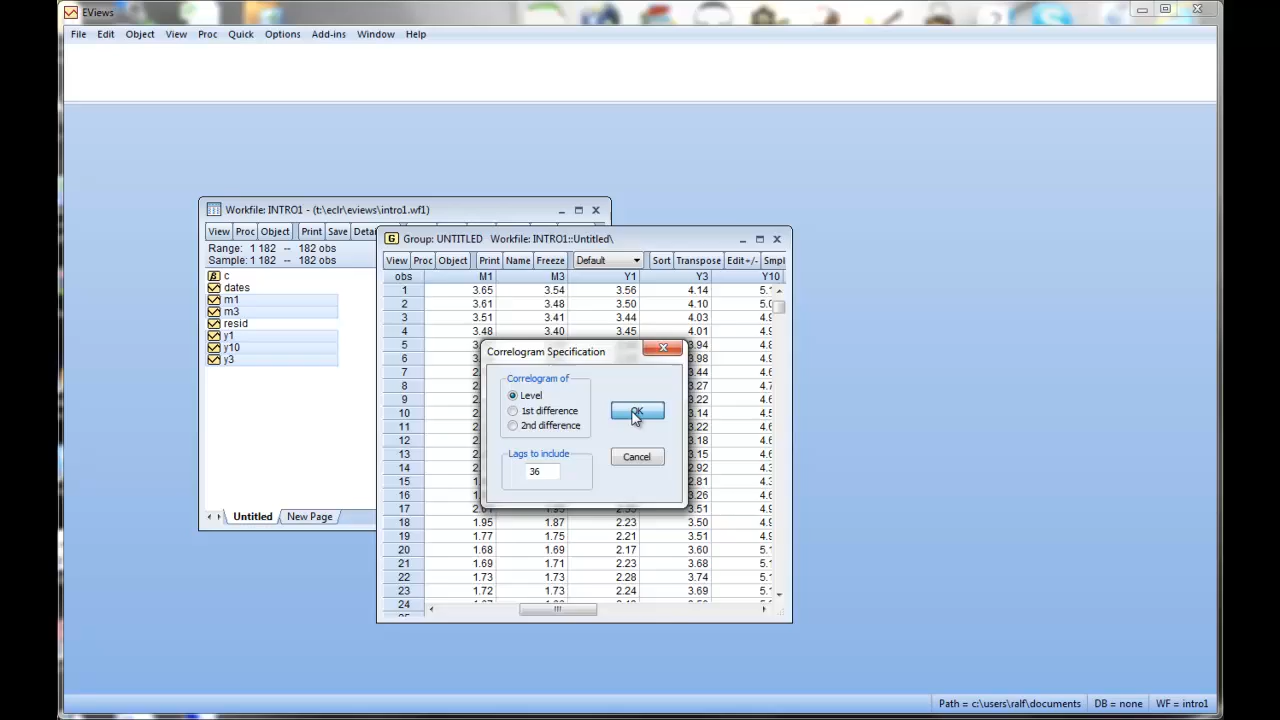 EViews
File Edit Object View Proc Quick Options Add-ins Window Help
Workfile: INTRO1 - (t:\eclr\eviews\intro1.wf1)
View Proc Object Print Save
Range: 1 182 -- 182 obs
Sample: 1 182 -- 182 obs
c
dates
m1
m3
resid
y1
y10
y3
Untitled New Page
Group: UNTITLED Workfile: INTRO1::Untitled\
View Proc Object Print Name Freeze Default Sort Transpose Edit+/- Smpl
obs M1 M3 Y1 Y3 Y10
1 3.65 3.54 3.56 4.14
2 3.61 3.48 3.50 4.10
3 3.51 3.41 3.44 4.03
4 3.48 3.40 3.45 4.01
5
6
7
8
9
10
11
12
13
14
15
16
17
18 1.95 1.87 2.23 3.50
19 1.77 1.75 2.21 3.51
20 1.68 1.69 2.17 3.60
21 1.69 1.71 2.23 3.68
22 1.73 1.73 2.28 3.74
23 1.72 1.73 2.24 3.69
24
Correlogram Specification
Correlogram of
Level
1st difference
2nd difference
OK
Lags to include
36
Cancel
Path = c:\users\ralf\documents DB = none WF = intro1